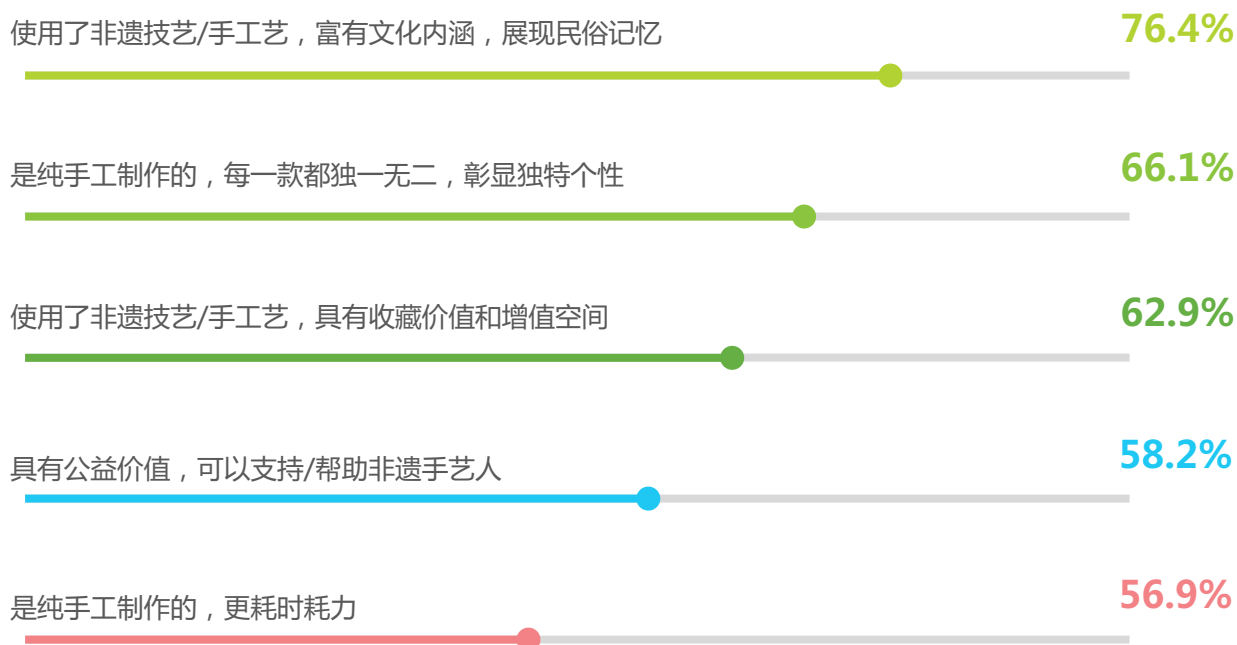 使用了非遗技艺/手工艺，富有文化内涵，展现民俗记忆
76.4%
是纯手工制作的，每一款都独一无二，彰显独特个性
66.1%
使用了非遗技艺/手工艺，具有收藏价值和增值空间
62.9%
具有公益价值，可以支持/帮助非遗手艺人
58.2%
是纯手工制作的，更耗时耗力
56.9%